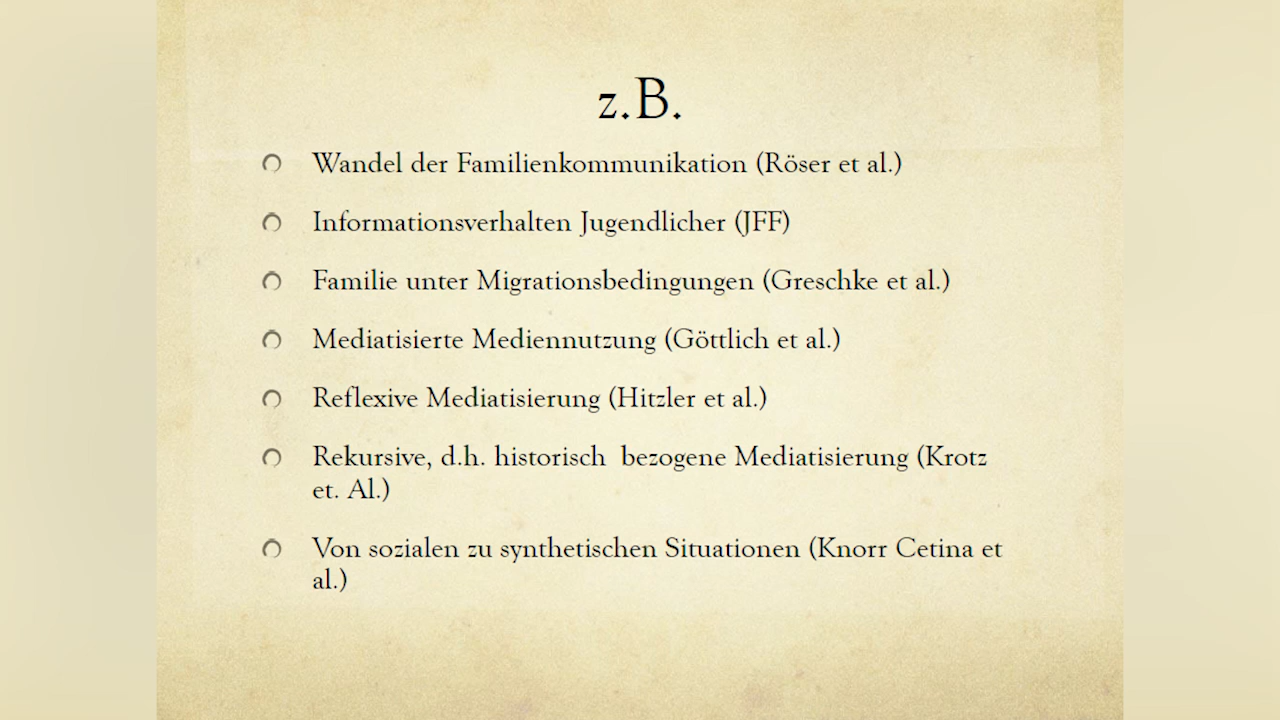 z.B.
Wandel der Familienkommunikation (Röser et al.)
Informationsverhalten Jugendlicher (JFF)
Familie unter Migrationsbedingungen (Greschke et al.)
Mediatisierte Mediennutzung (Göttlich et al.)
Reflexive Mediatisierung (Hitzler et al.)
Rekursive, d.h. historisch  bezogene Mediatisierung (Krotz
et. Al.)
Von sozialen zu synthetischen Situationen (Knorr Cetina et
al.)